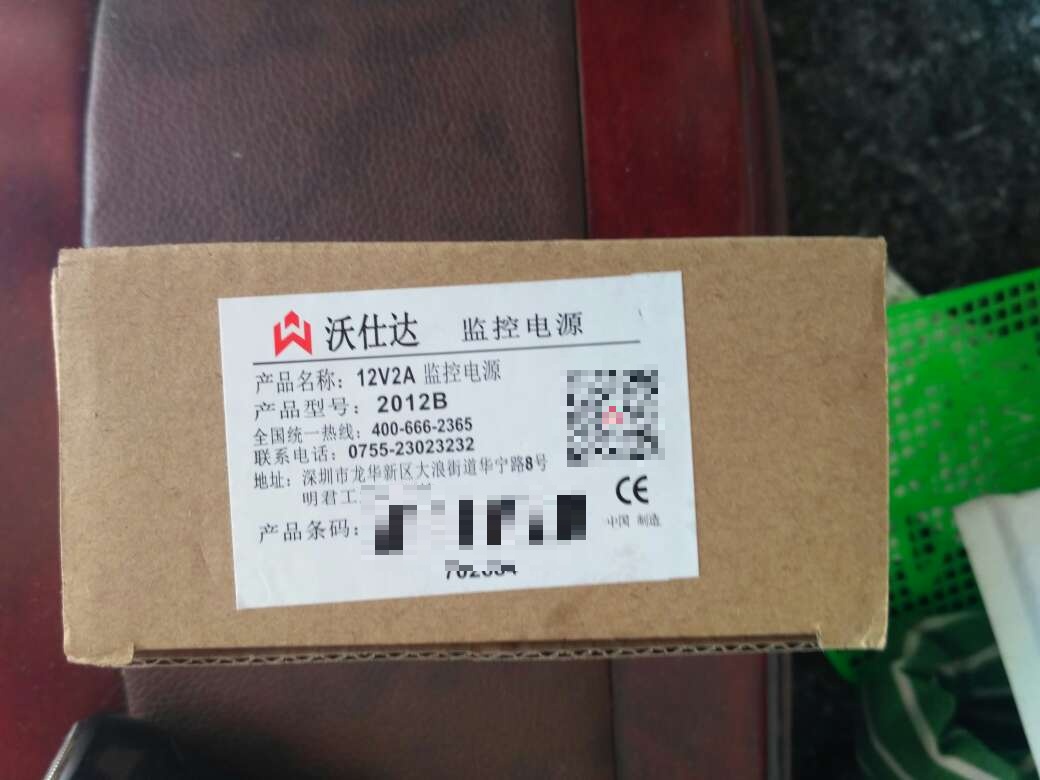 沃仕达 监控电源
产品名称：12V2A 监控电源
产品型号：2012B
全国统一热线：400-666-2365
联系电话：0755-23023232
地址：深圳市龙华新区大浪街道华宁路8号
明君工
CE
产品条码：
中国 制造